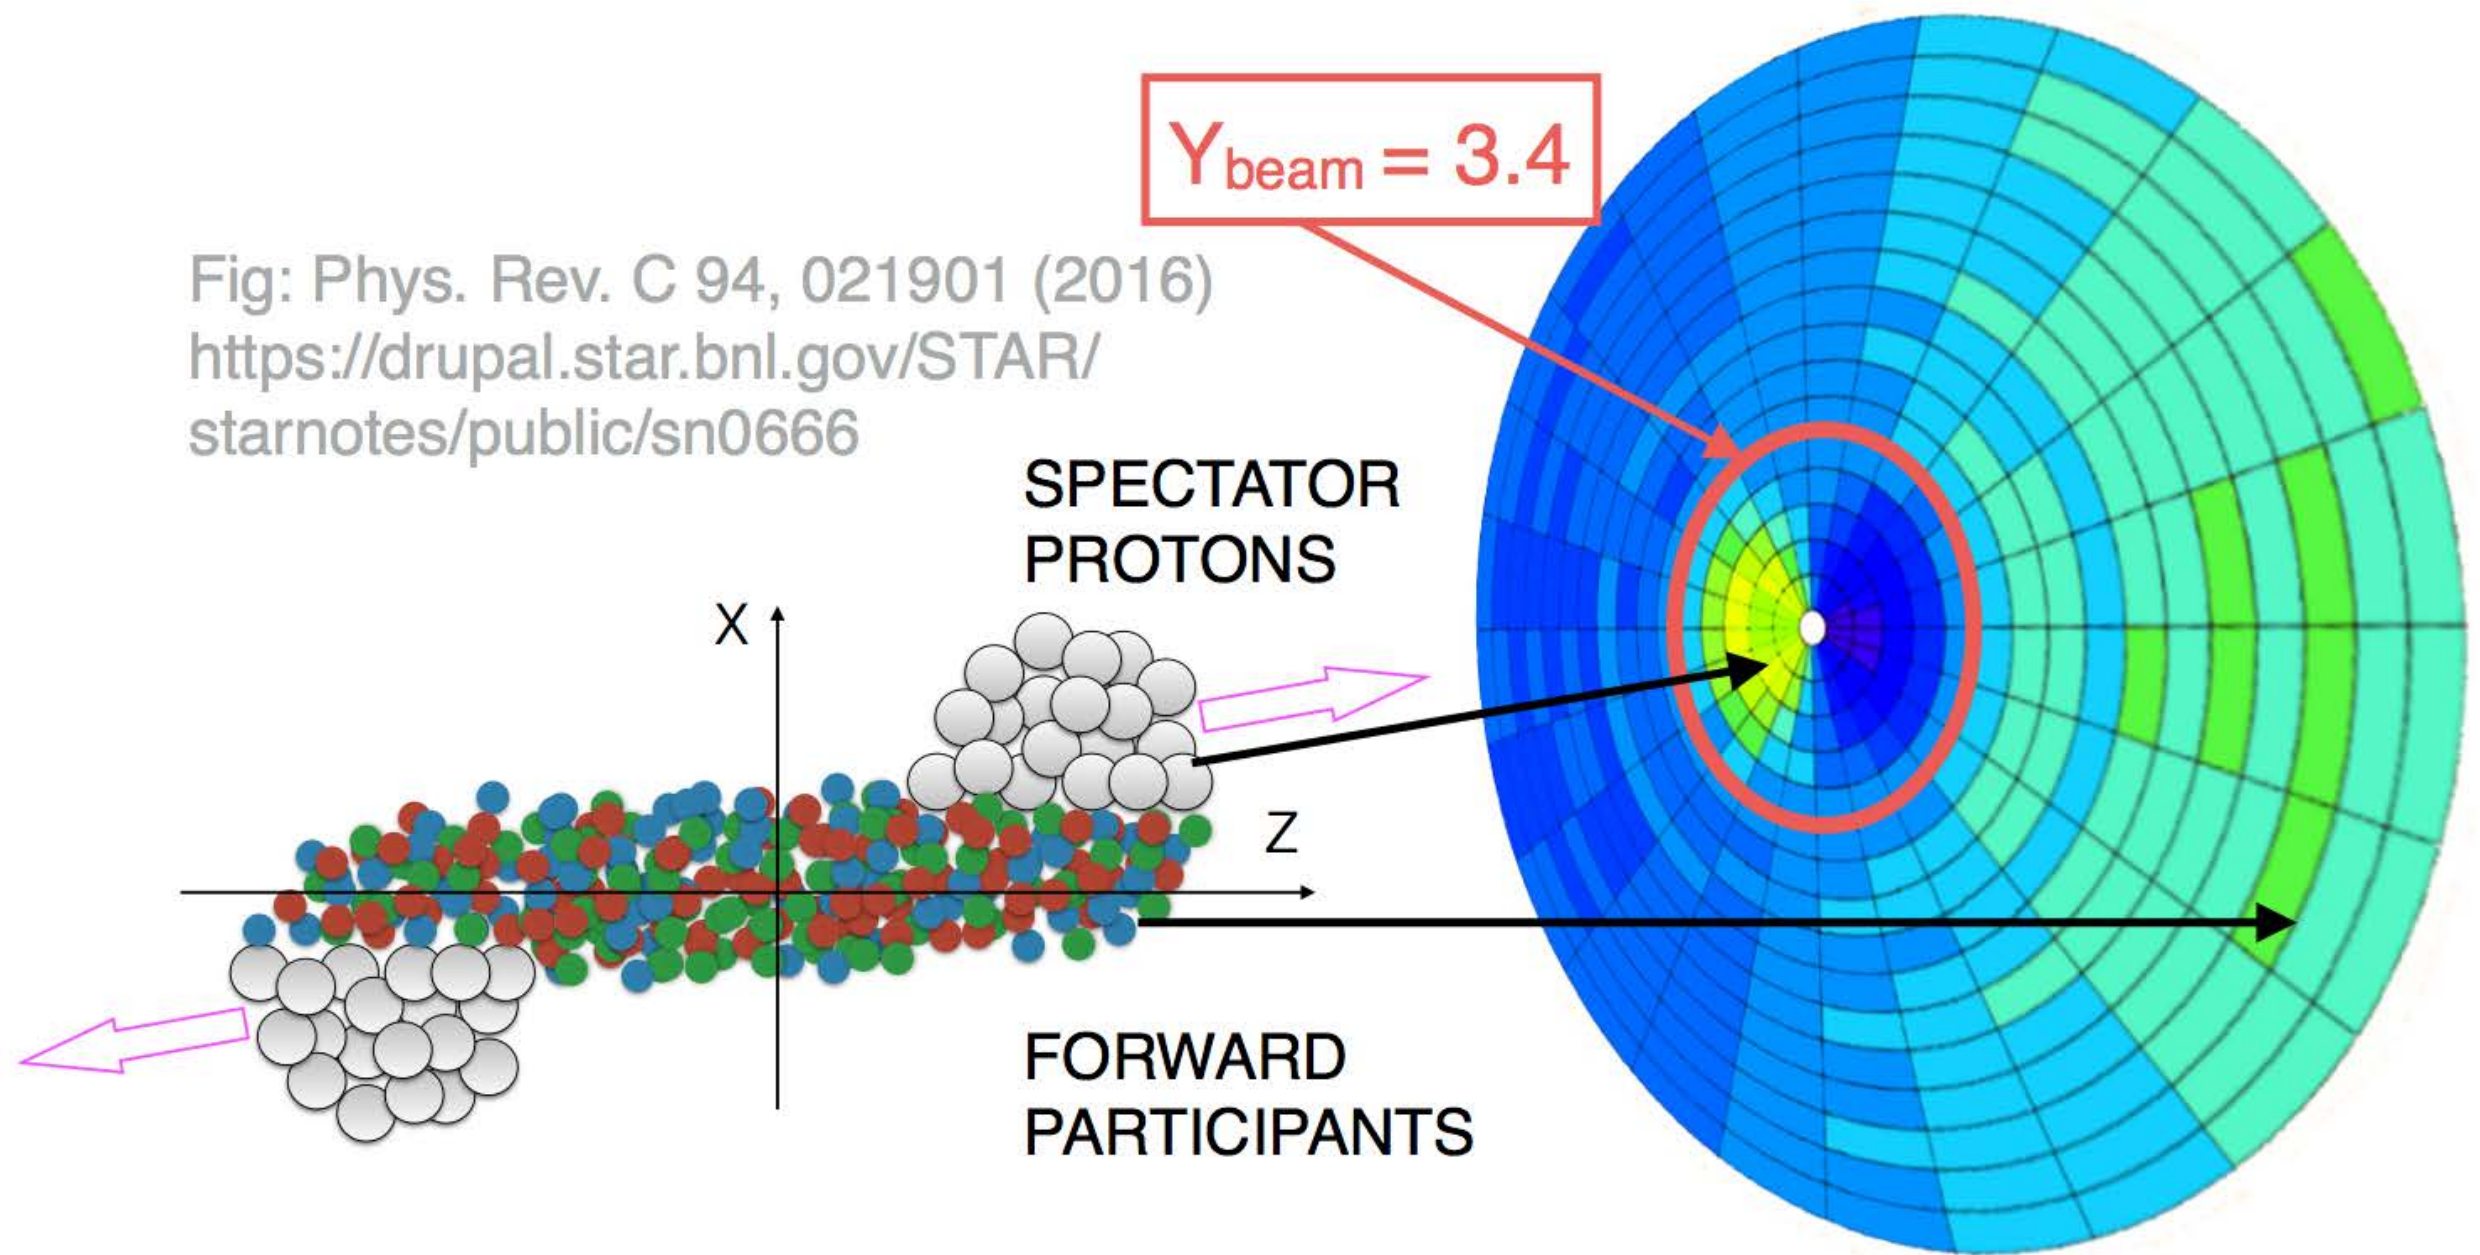 Y beam = 3.4
Fig: Phys. Rev. C 94, 021901 (2016)
https://drupal.star.bnl.gov/STAR/
starnotes/public/sn0666
SPECTATOR
PROTONS
X
Z
FORWARD
PARTICIPANTS